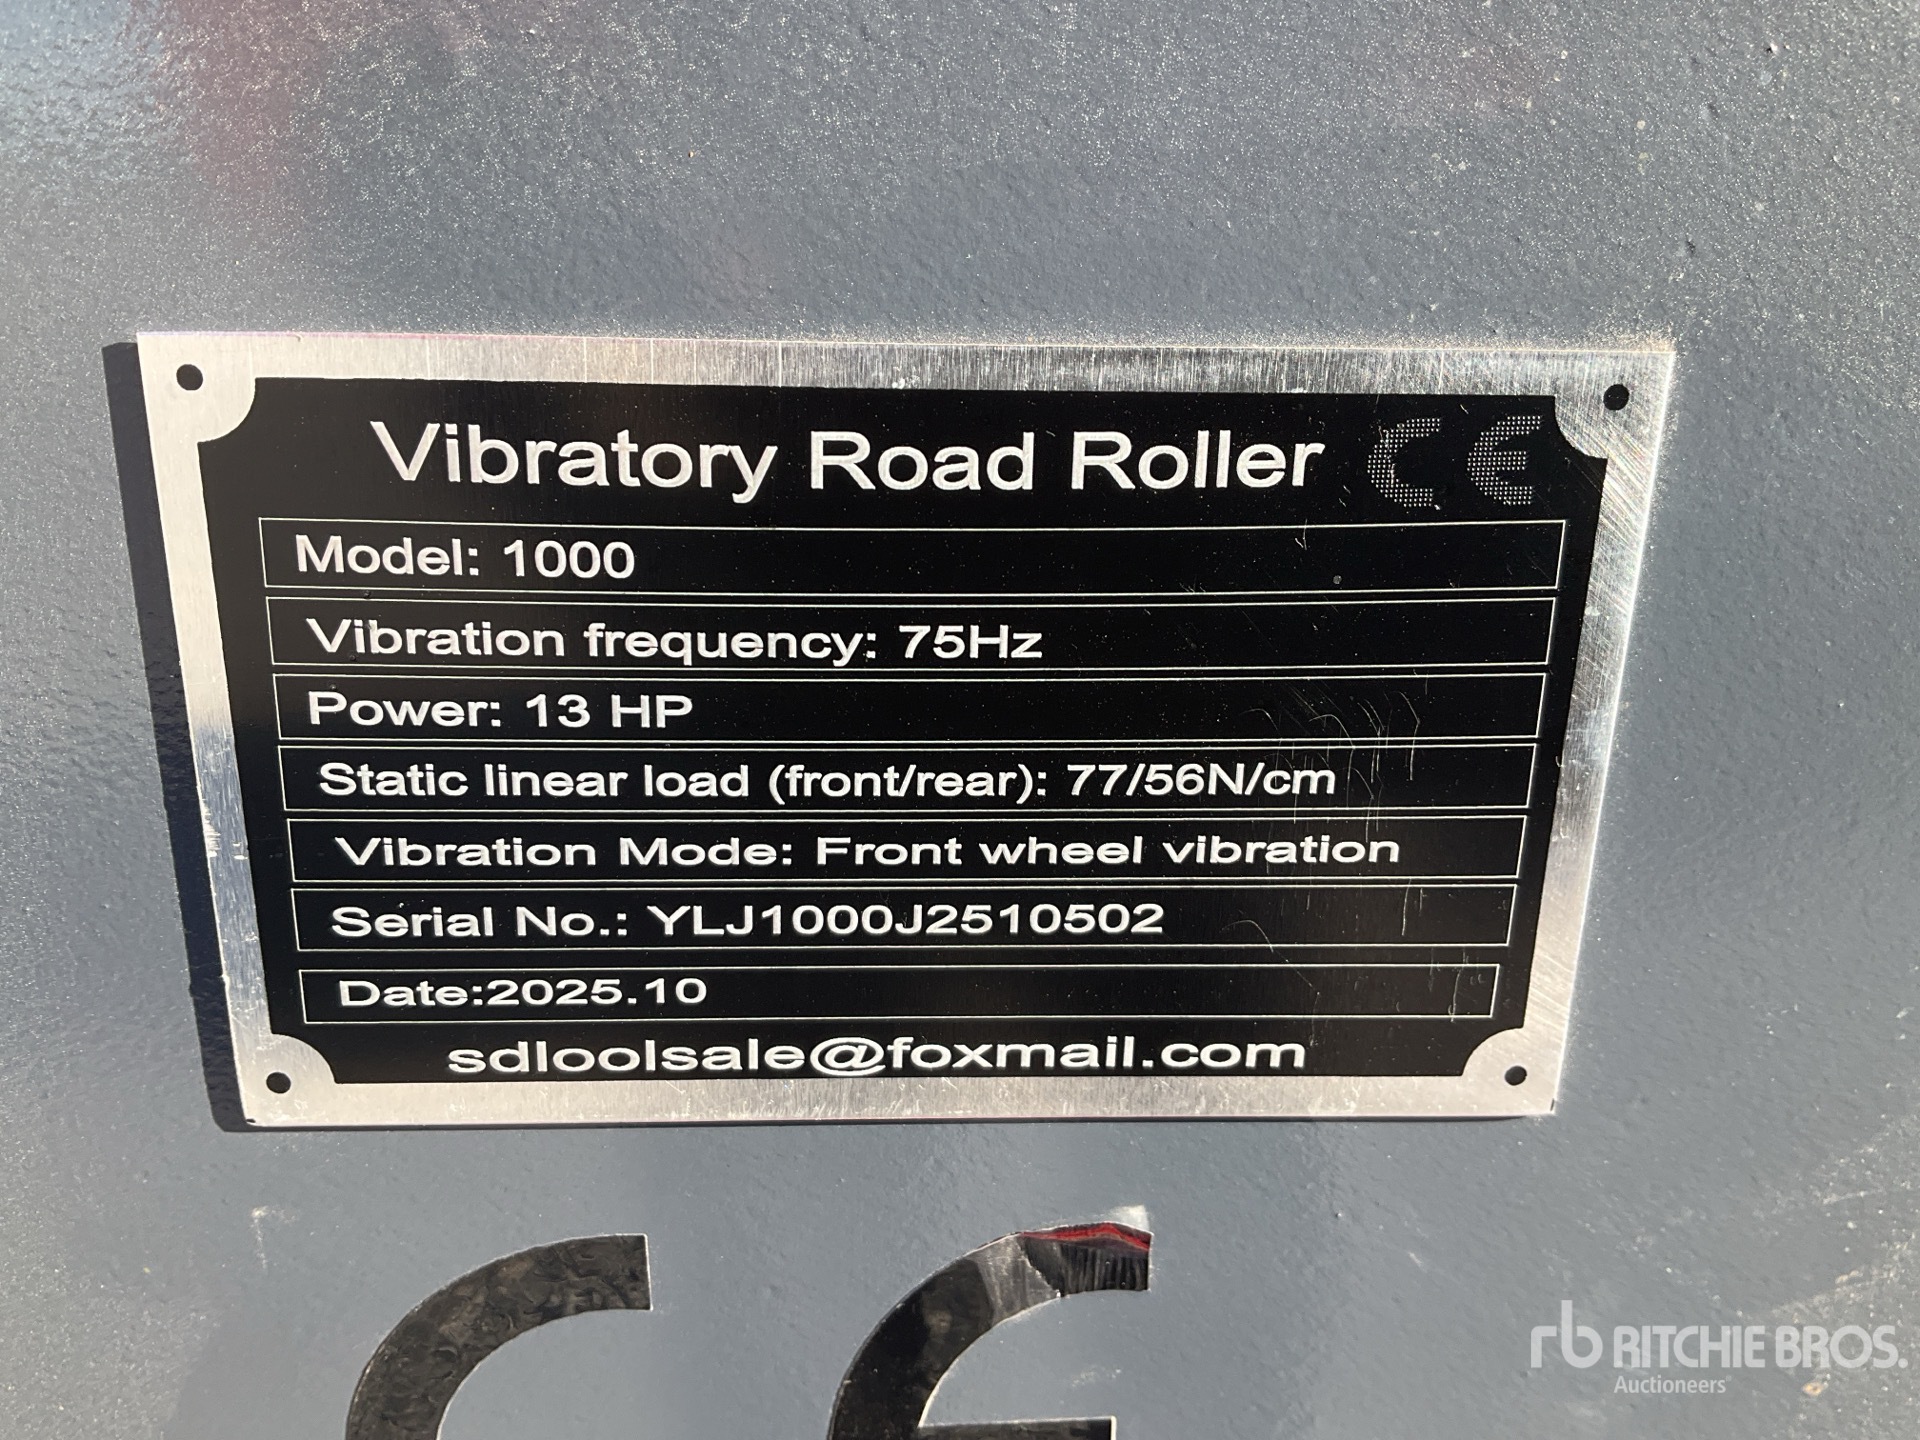 Vibratory Road Roller CE
Model: 1000
Vibration frequency: 75Hz
Power: 13 HP
Static linear load (front/rear): 77/56N/cm
Vibration Mode: Front wheel vibration
Serial No.: YLJ1000J2510502
Date:2025.10
sdloolsale@foxmail.com
CE
rb RITCHIE BROS.
Auctioneers